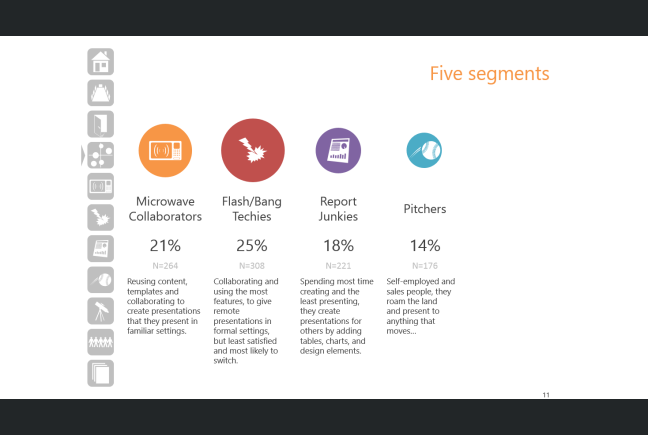 Five segments
Microwave
Collaborators
21%
N=264
Reusing content,
templates and
collaborating to
create presentations
that they present in
familiar settings.
Flash/Bang
Techies
25%
N=308
Collaborating and
using the most
features, to give
remote
presentations in
formal settings,
but least satisfied
and most likely to
switch.
Report
Junkies
18%
N=221
Spending most time
creating and the
least presenting,
they create
presentations for
others by adding
tables, charts, and
design elements.
Pitchers
14%
N=176
Self-employed and
sales people, they
roam the land
and present to
anything that
moves...
11